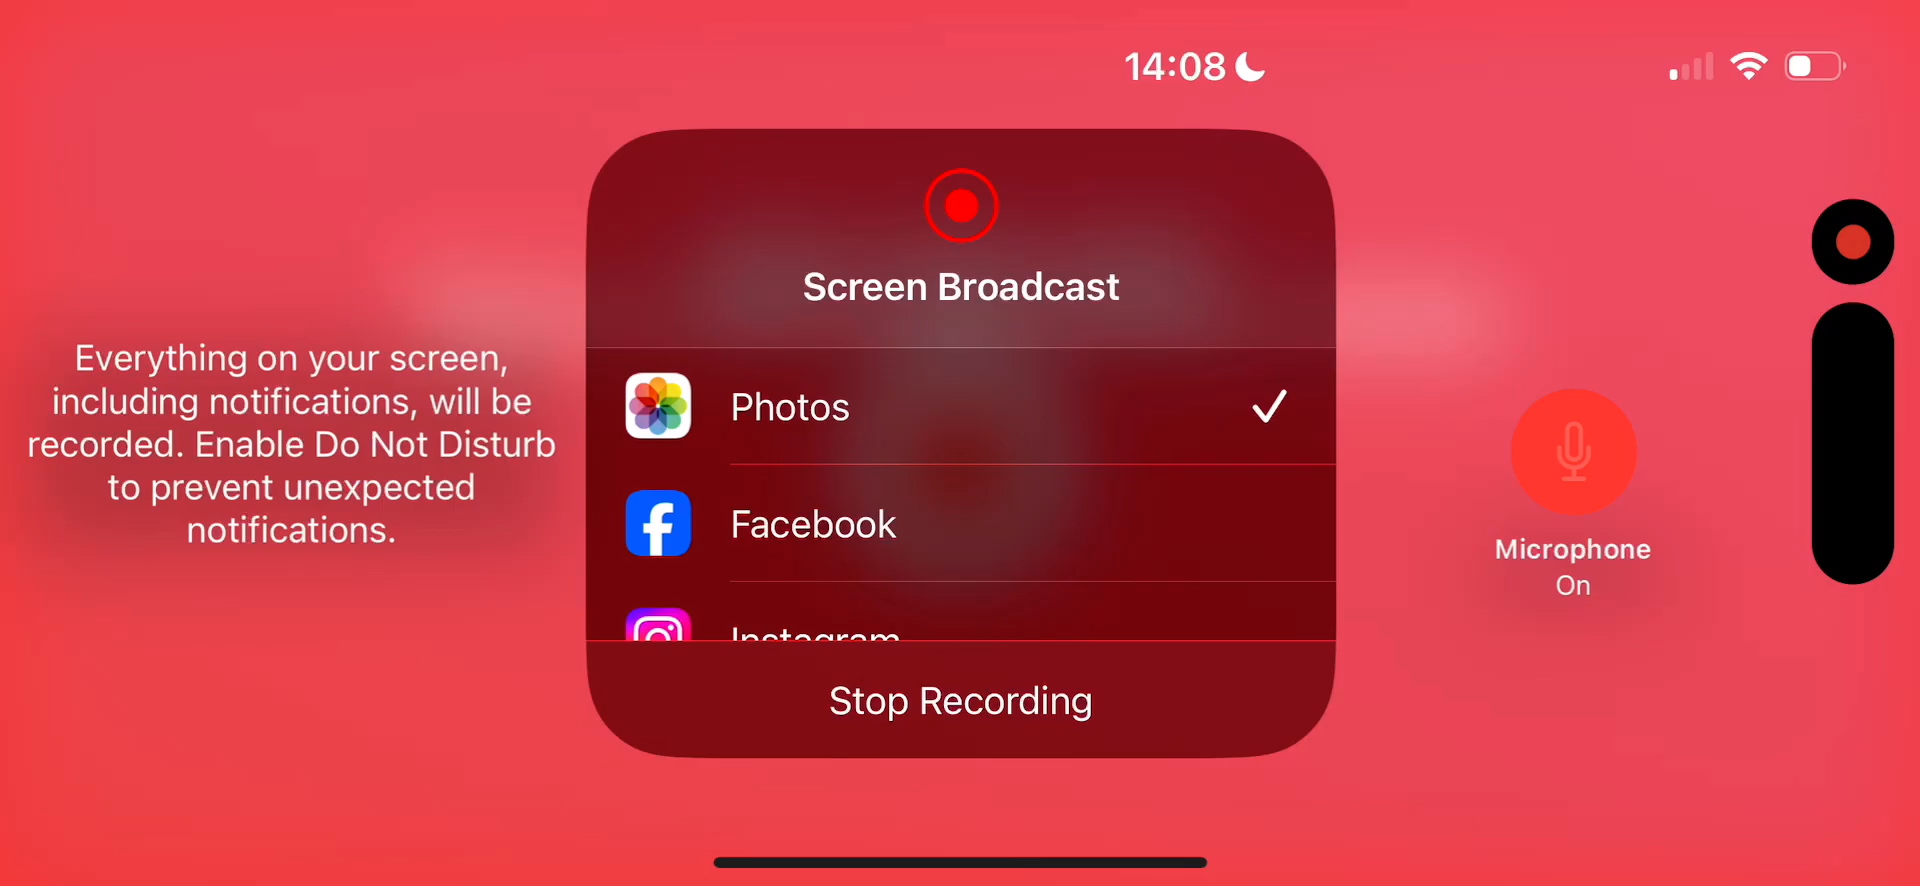 14:08
Screen Broadcast
Everything on your screen,
including notifications, will be
recorded. Enable Do Not Disturb
to prevent unexpected
notifications.
Photos
Facebook
Instagram
Stop Recording
Microphone
On